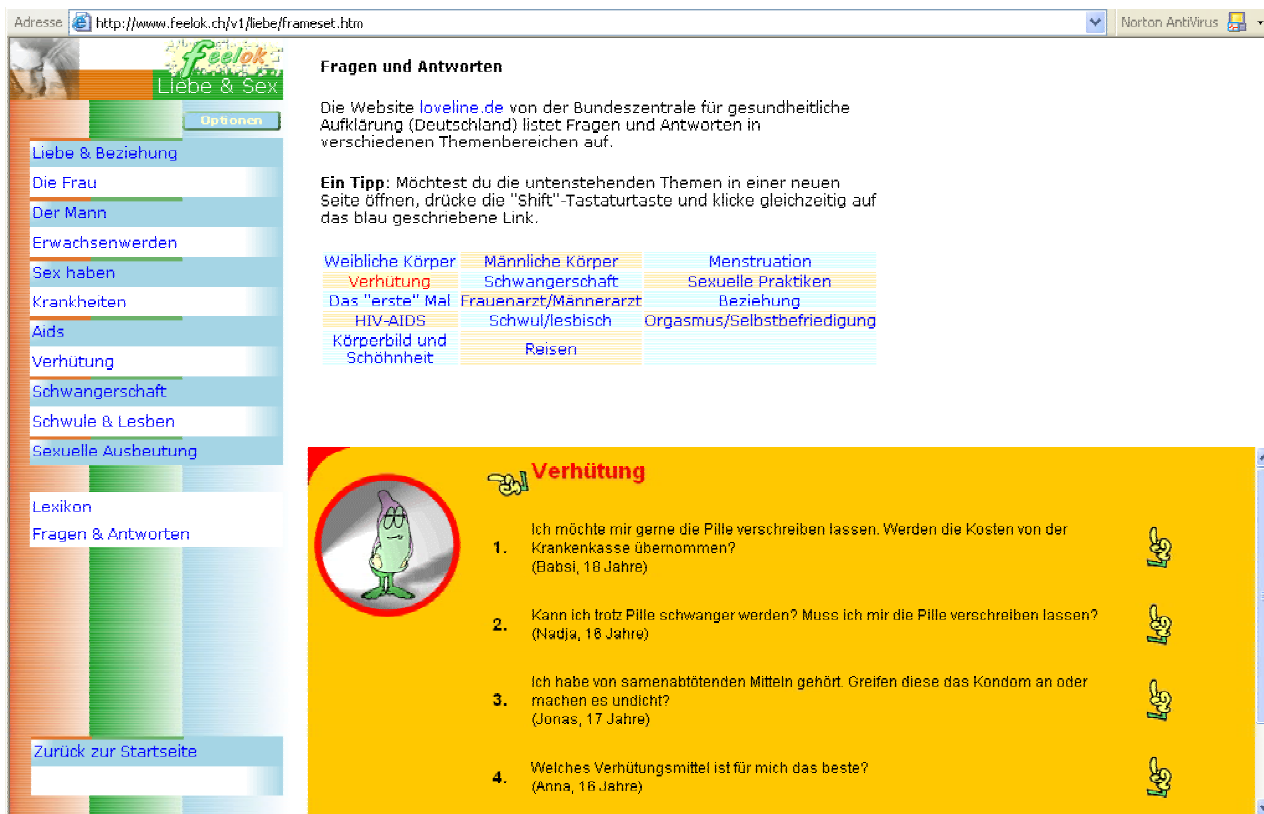 Adresse http://www.feelok.ch/v1/liebe/frameset.htm Norton AntiVirus
feelok
Liebe & Sex
Optionen
Liebe & Beziehung
Die Frau
Der Mann
Erwachsenwerden
Sex haben
Krankheiten
Aids
Verhütung
Schwangerschaft
Schwule & Lesben
Sexuelle Ausbeutung
Lexikon
Fragen & Antworten
Zurück zur Startseite
Fragen und Antworten
Die Website loveline.de von der Bundeszentrale für gesundheitliche
Aufklärung (Deutschland) listet Fragen und Antworten in
verschiedenen Themenbereichen auf.
Ein Tipp: Möchtest du die untenstehenden Themen in einer neuen
Seite öffnen, drücke die "Shift"-Tastaturtaste und klicke gleichzeitig auf
das blau geschriebene Link.
Weibliche Körper Männliche Körper Menstruation
Verhütung Schwangerschaft Sexuelle Praktiken
Das "erste" Mal Frauenarzt/Männerarzt Beziehung
HIV-AIDS Schwul/lesbisch Orgasmus/Selbstbefriedigung
Körperbild und
Schöhnheit
Reisen
Verhütung
1. Ich möchte mir gerne die Pille verschreiben lassen. Werden die Kosten von der
Krankenkasse übernommen?
(Babsi, 18 Jahre)
2. Kann ich trotz Pille schwanger werden? Muss ich mir die Pille verschreiben lassen?
(Nadja, 16 Jahre)
3. Ich habe von samenabtötenden Mitteln gehört. Greifen diese das Kondom an oder
machen es undicht?
(Jonas, 17 Jahre)
4. Welches Verhütungsmittel ist für mich das beste?
(Anna, 16 Jahre)